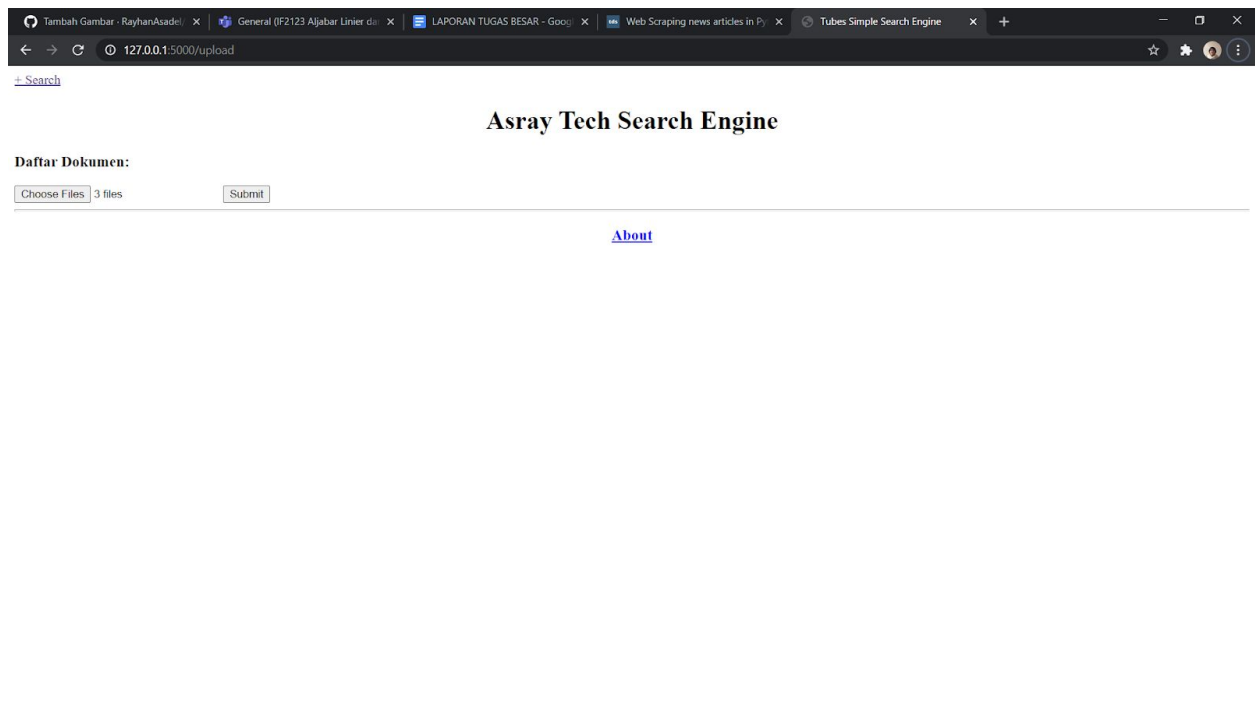 Tambah Gambar · RayhanAsadel/ General (IF2123 Aljabar Linier da LAPORAN TUGAS BESAR - Goog Web Scraping news articles in Py Tubes Simple Search Engine
127.0.0.1:5000/upload
+ Search
Asray Tech Search Engine
Daftar Dokumen:
Choose Files 3 files Submit
About